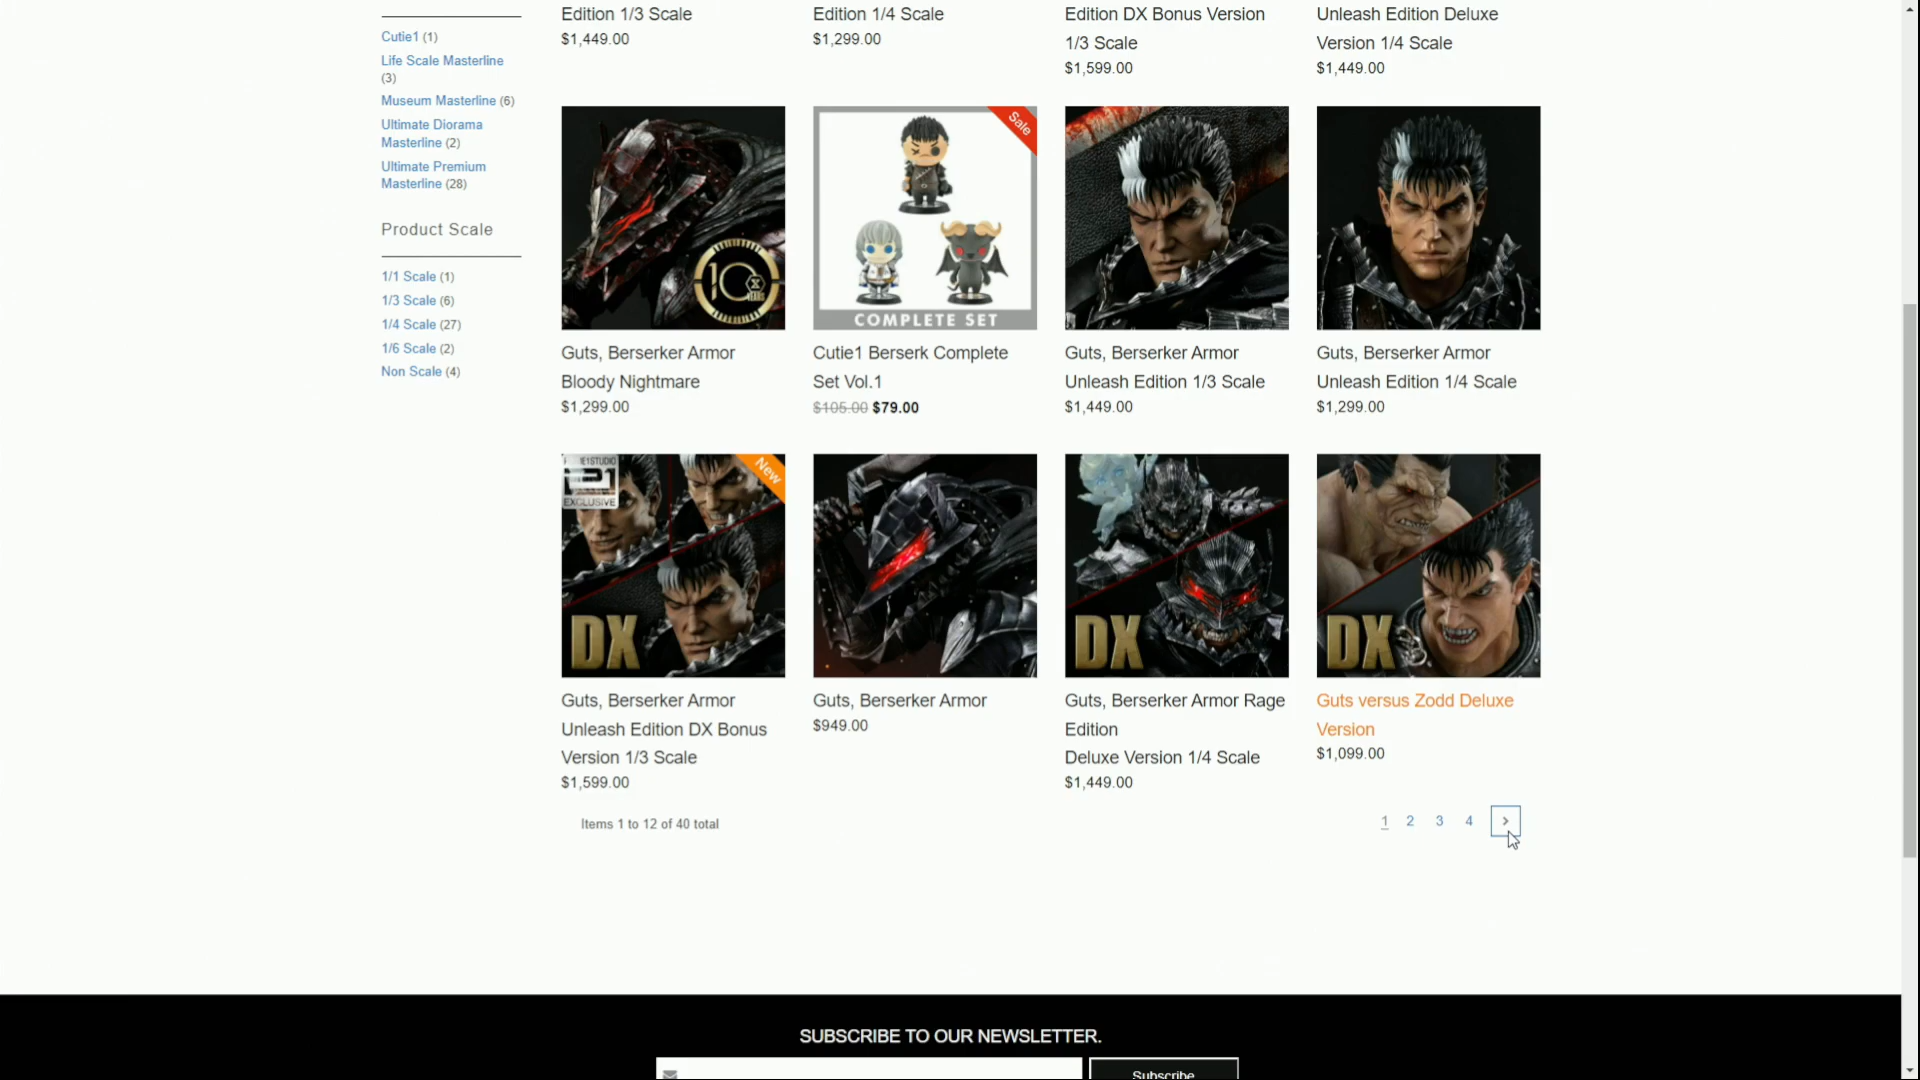 Cutie1 (1)
Life Scale Masterline
(3)
Museum Masterline (6)
Ultimate Diorama
Masterline (2)
Ultimate Premium
Masterline (28)
Product Scale
1/1 Scale (1)
1/3 Scale (6)
1/4 Scale (27)
1/6 Scale (2)
Non Scale (4)
Edition 1/3 Scale
$1,449.00
Edition 1/4 Scale
$1,299.00
Edition DX Bonus Version
1/3 Scale
$1,599.00
Unleash Edition Deluxe
Version 1/4 Scale
$1,449.00
10
YEARS
Guts, Berserker Armor
Bloody Nightmare
$1,299.00
Sale
COMPLETE SET
Cutie1 Berserk Complete
Set Vol.1
$105.00 $79.00
Guts, Berserker Armor
Unleash Edition 1/3 Scale
$1,449.00
Guts, Berserker Armor
Unleash Edition 1/4 Scale
$1,299.00
IE1STUDIO
EXCLUSIVE
New
DX
Guts, Berserker Armor
Unleash Edition DX Bonus
Version 1/3 Scale
$1,599.00
Guts, Berserker Armor
$949.00
DX
Guts, Berserker Armor Rage
Edition
Deluxe Version 1/4 Scale
$1,449.00
DX
Guts versus Zodd Deluxe
Version
$1,099.00
Items 1 to 12 of 40 total
1 2 3 4 >
SUBSCRIBE TO OUR NEWSLETTER.
Subscribe